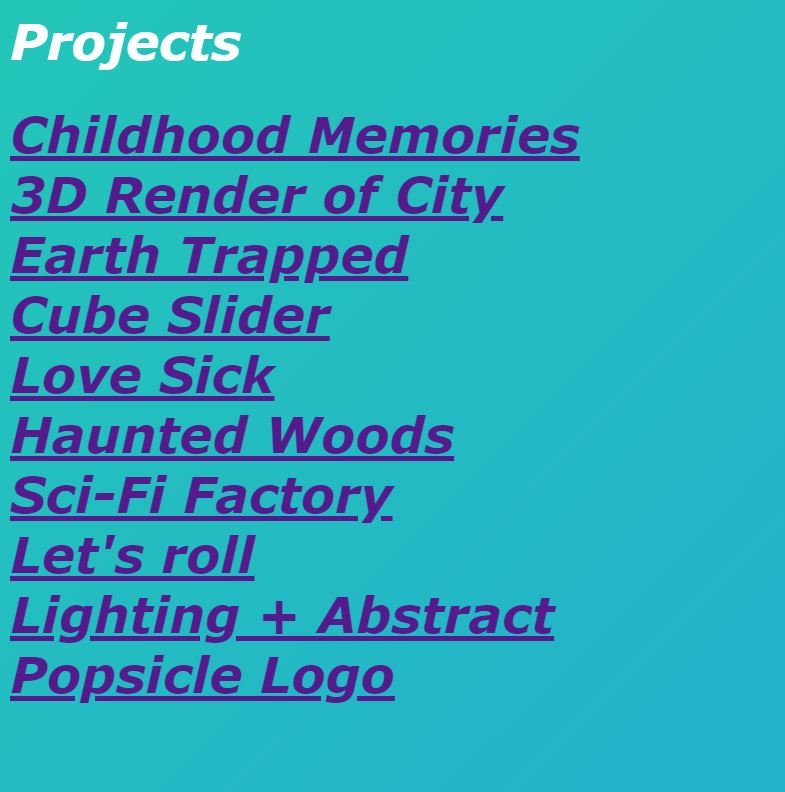 Projects
Childhood Memories
3D Render of City
Earth Trapped
Cube Slider
Love Sick
Haunted Woods
Sci-Fi Factory
Let's roll
Lighting + Abstract
Popsicle Logo